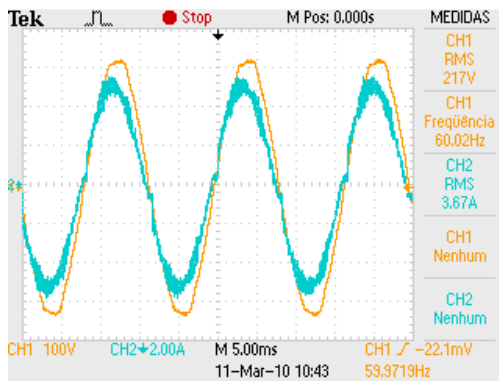 Tek Stop M Pos: 0.000s MEDIDAS
CH1
RMS
217V
CH1
Freqüência
60.02Hz
CH2
RMS
3.67A
CH1
Nenhum
CH2
Nenhum
CH1 100V CH2 2.00A M 5.00ms CH1 -22.1mV
11-Mar-10 10:43 59.9719Hz